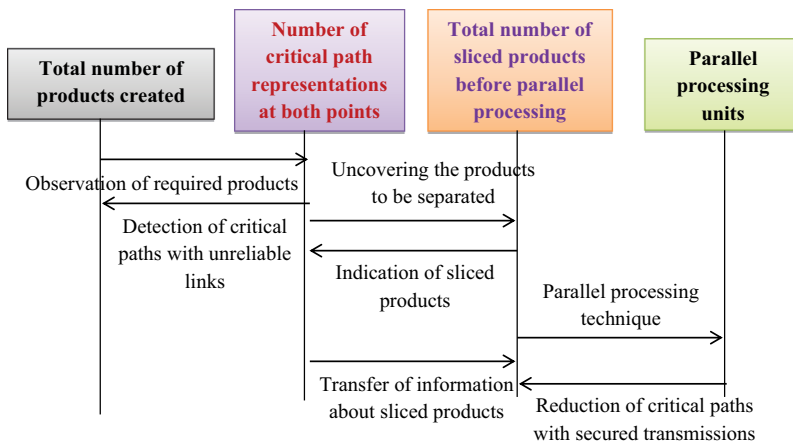 Total number of
products created
Number of
critical path
representations
at both points
Total number of
sliced products
before parallel
processing
Parallel
processing
units
Observation of required products
Uncovering the products
to be separated
Detection of critical
paths with unreliable
links
Indication of sliced
products
Parallel processing
technique
Transfer of information
about sliced products
Reduction of critical paths
with secured transmissions